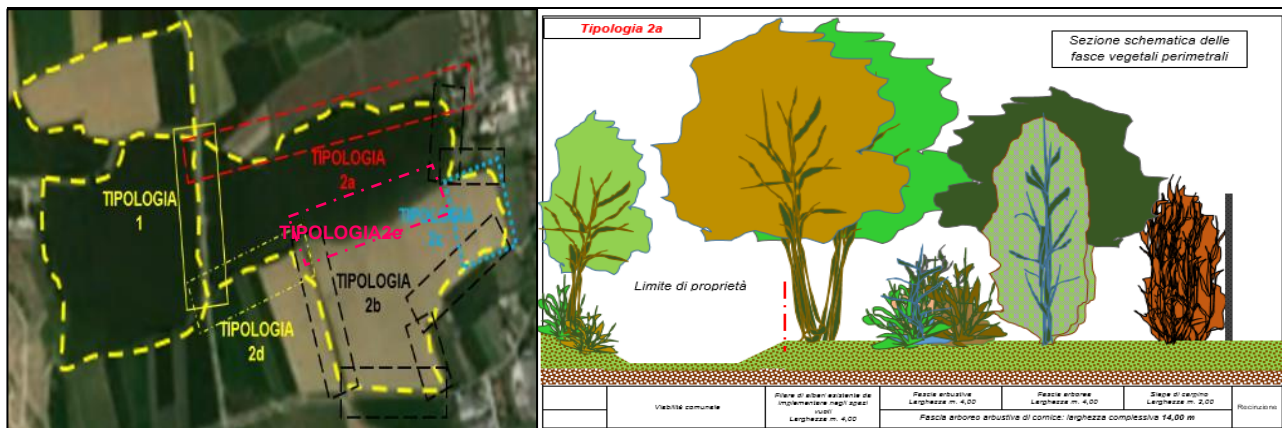 TIPOLOGIA
1
TIPOLOGIA
2a
TIPOLOGIA2e
TIPOLOGIA
2b
TIPOLOGIA
2d
Tipologia 2a
Sezione schematica delle
fasce vegetali perimetrali
Limite di proprietà
Viabilità comunale
Filare di alberi esistente da
implementare negli spazi
vuoti
Larghezza m. 4,00
Fascia arbustiva
Larghezza m. 4,00
Fascia arborea
Larghezza m. 4,00
Siepe di carpino
Larghezza m. 2,00
Recinzione
Fascia arboreo arbustiva di cornice: larghezza complessiva 14,00 m